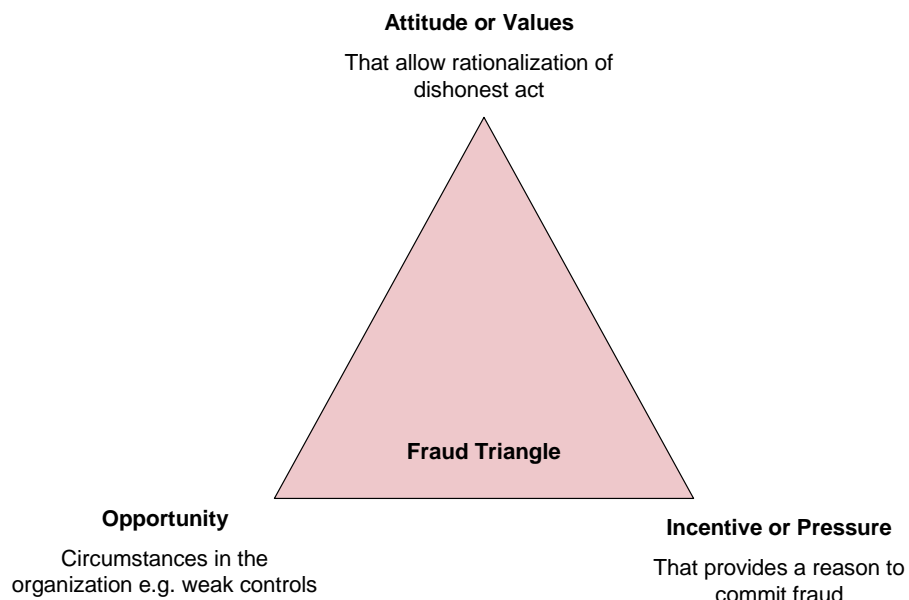 Attitude or Values
That allow rationalization of
dishonest act
Fraud Triangle
Opportunity
Circumstances in the
organization e.g. weak controls
Incentive or Pressure
That provides a reason to
commit fraud